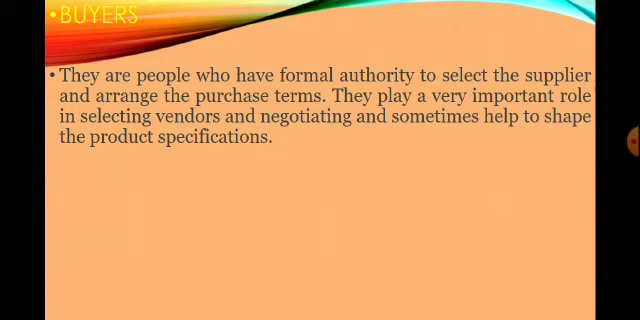 • BUYERS
• They are people who have formal authority to select the supplier
and arrange the purchase terms. They play a very important role
in selecting vendors and negotiating and sometimes help to shape
the product specifications.